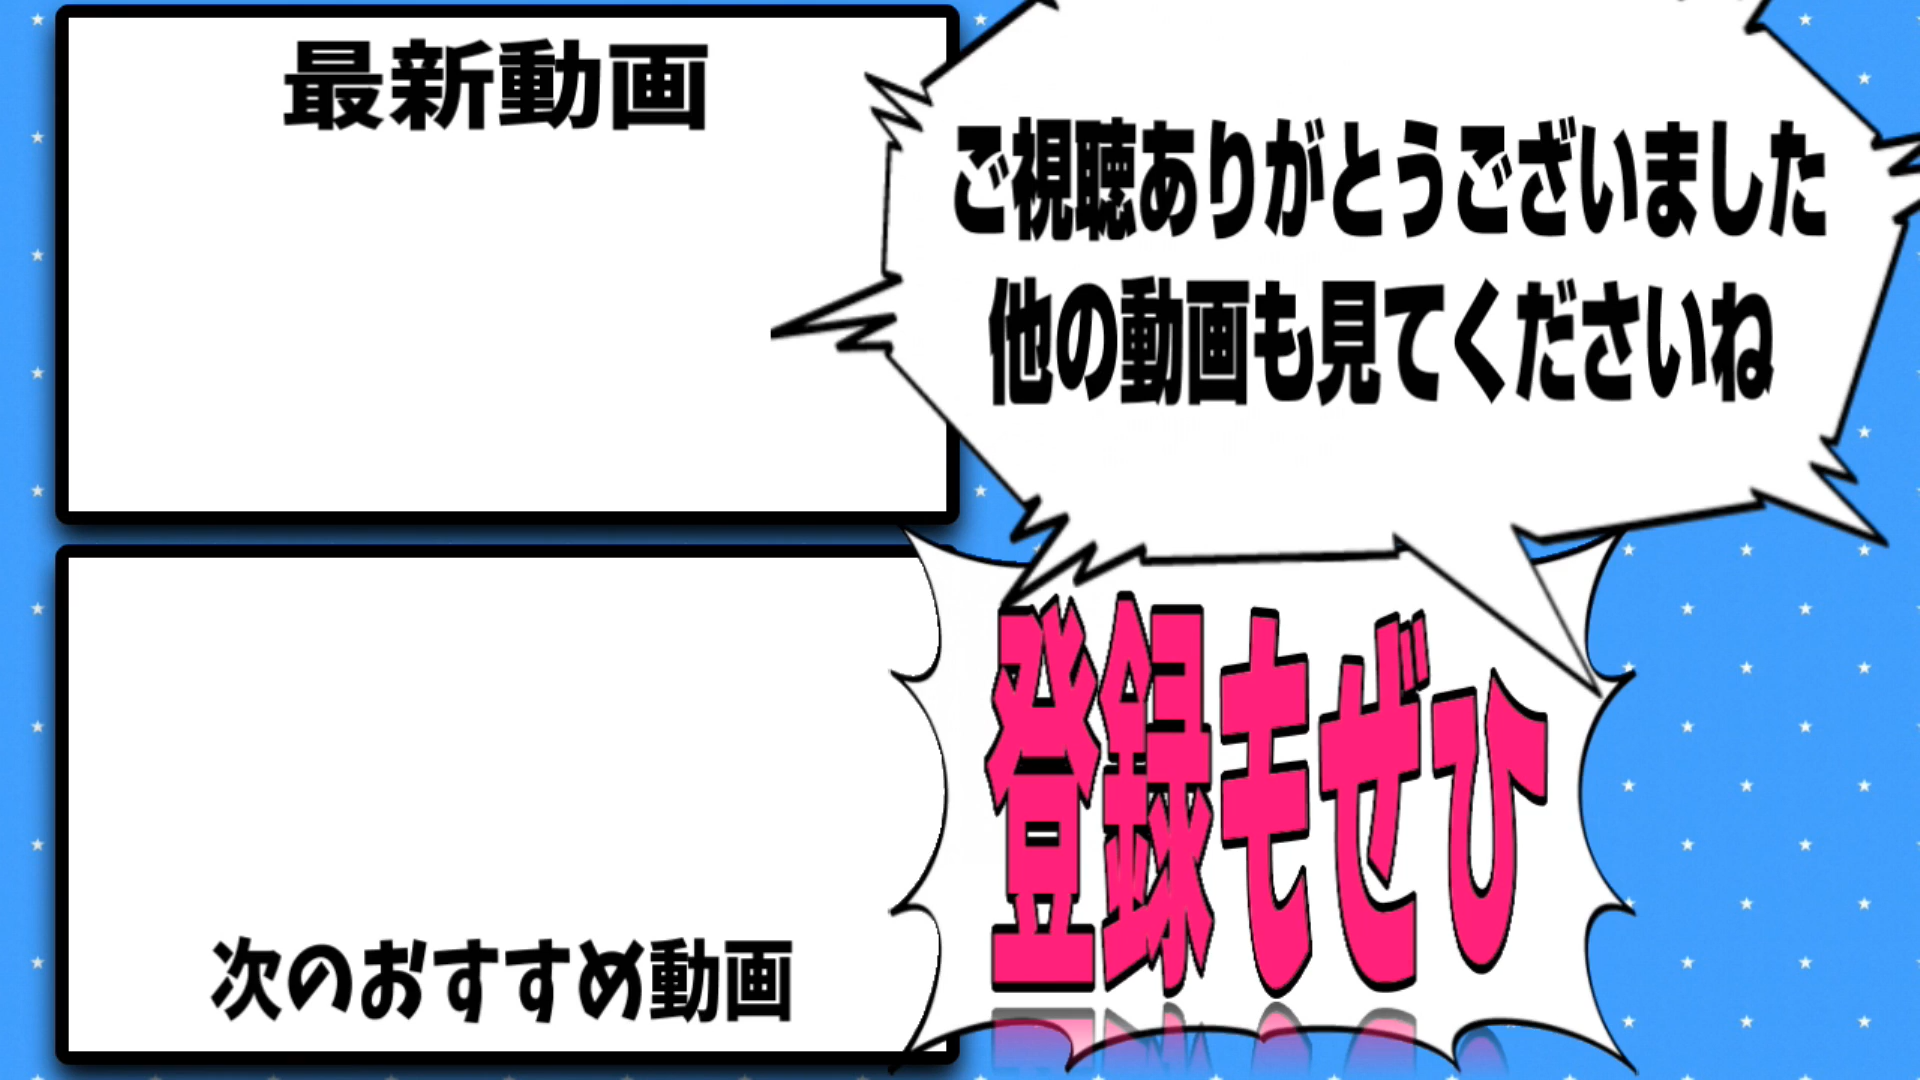 最新動画
ご視聴ありがとうございました
他の動画も見てくださいね
登録もぜひ
次のおすすめ動画